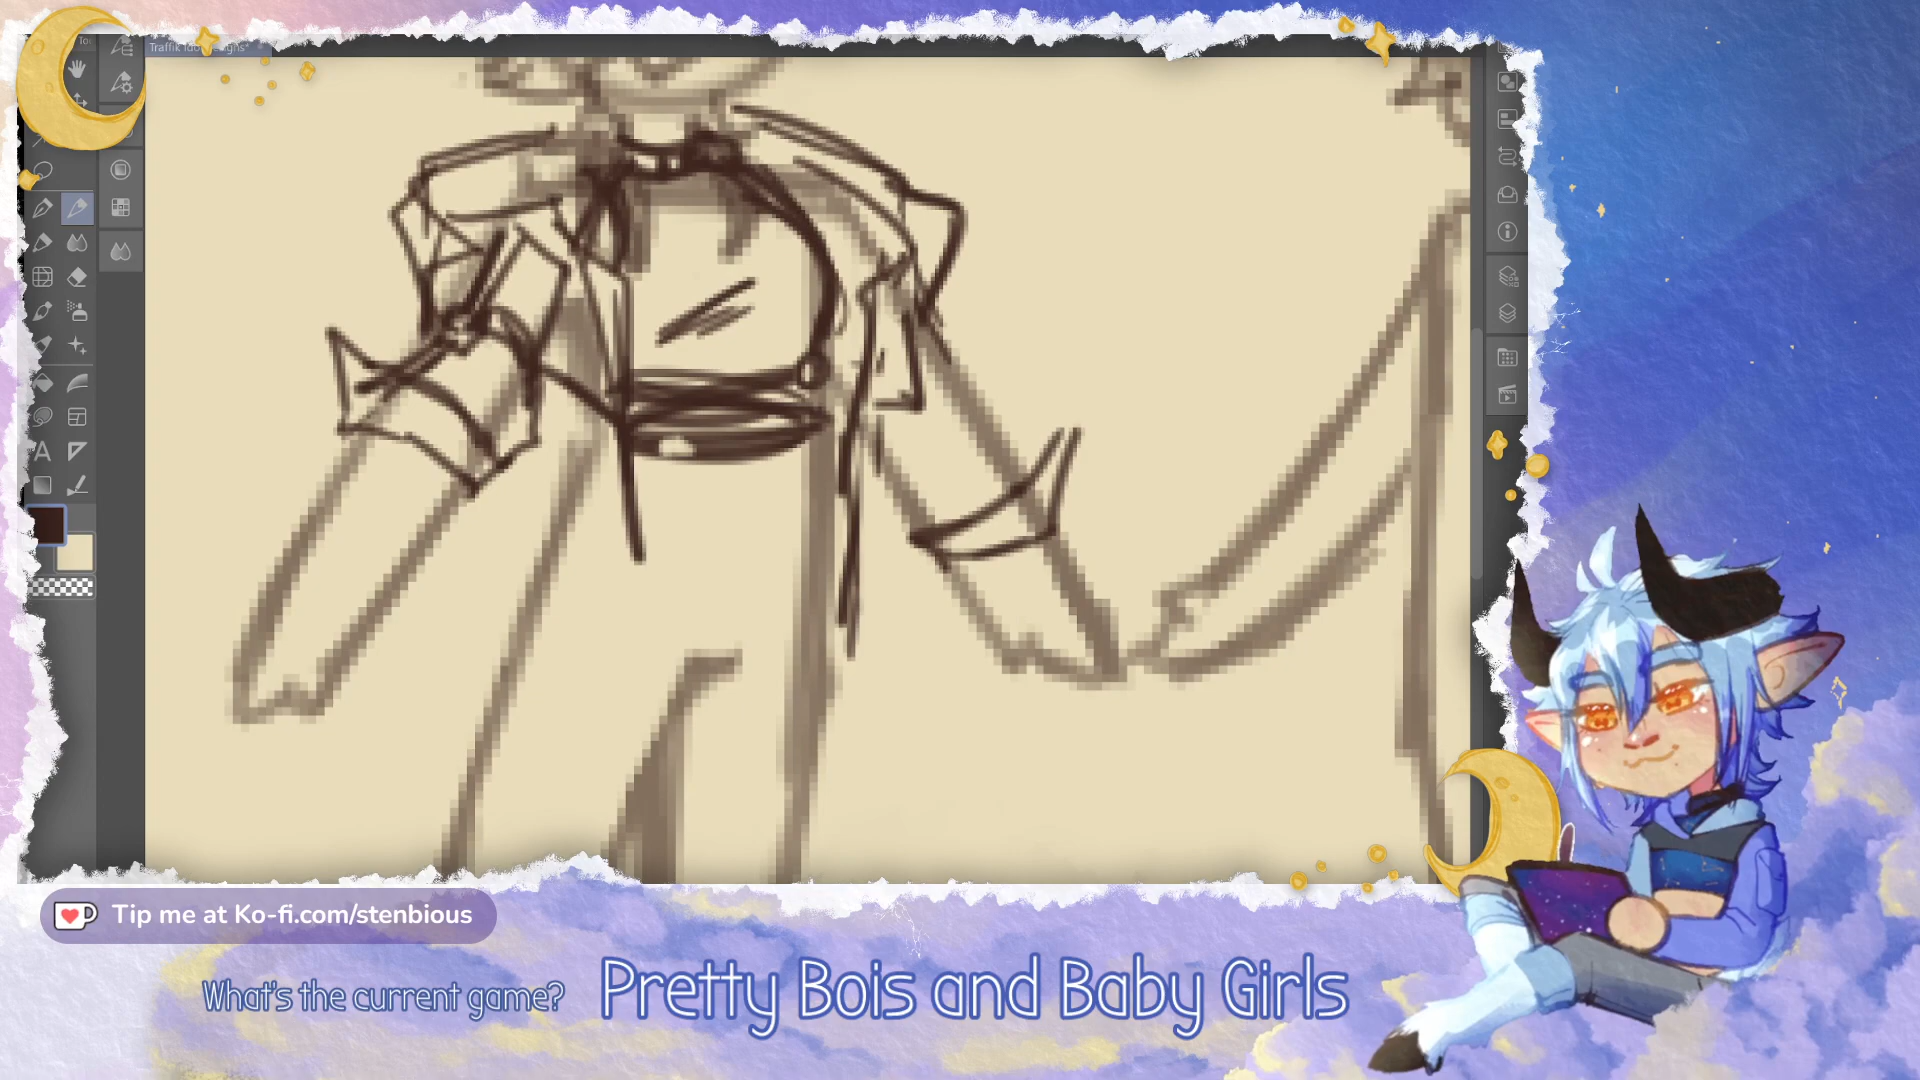 Tip me at Ko-fi.com/stenbious
What's the current game?
Pretty Bois and Baby Girls